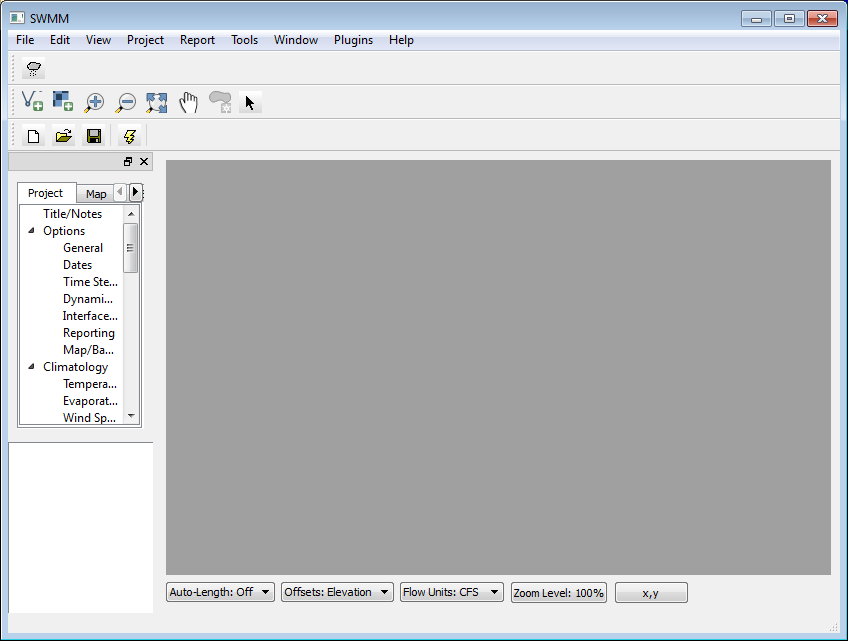 SWMM
File Edit View Project Report Tools Window Plugins Help
Project Map
Title/Notes
Options
General
Dates
Time Ste...
Dynami...
Interface...
Reporting
Map/Ba...
Climatology
Tempera...
Evaporat...
Wind Sp...
Auto-Length: Off Offsets: Elevation Flow Units: CFS Zoom Level: 100% x,y